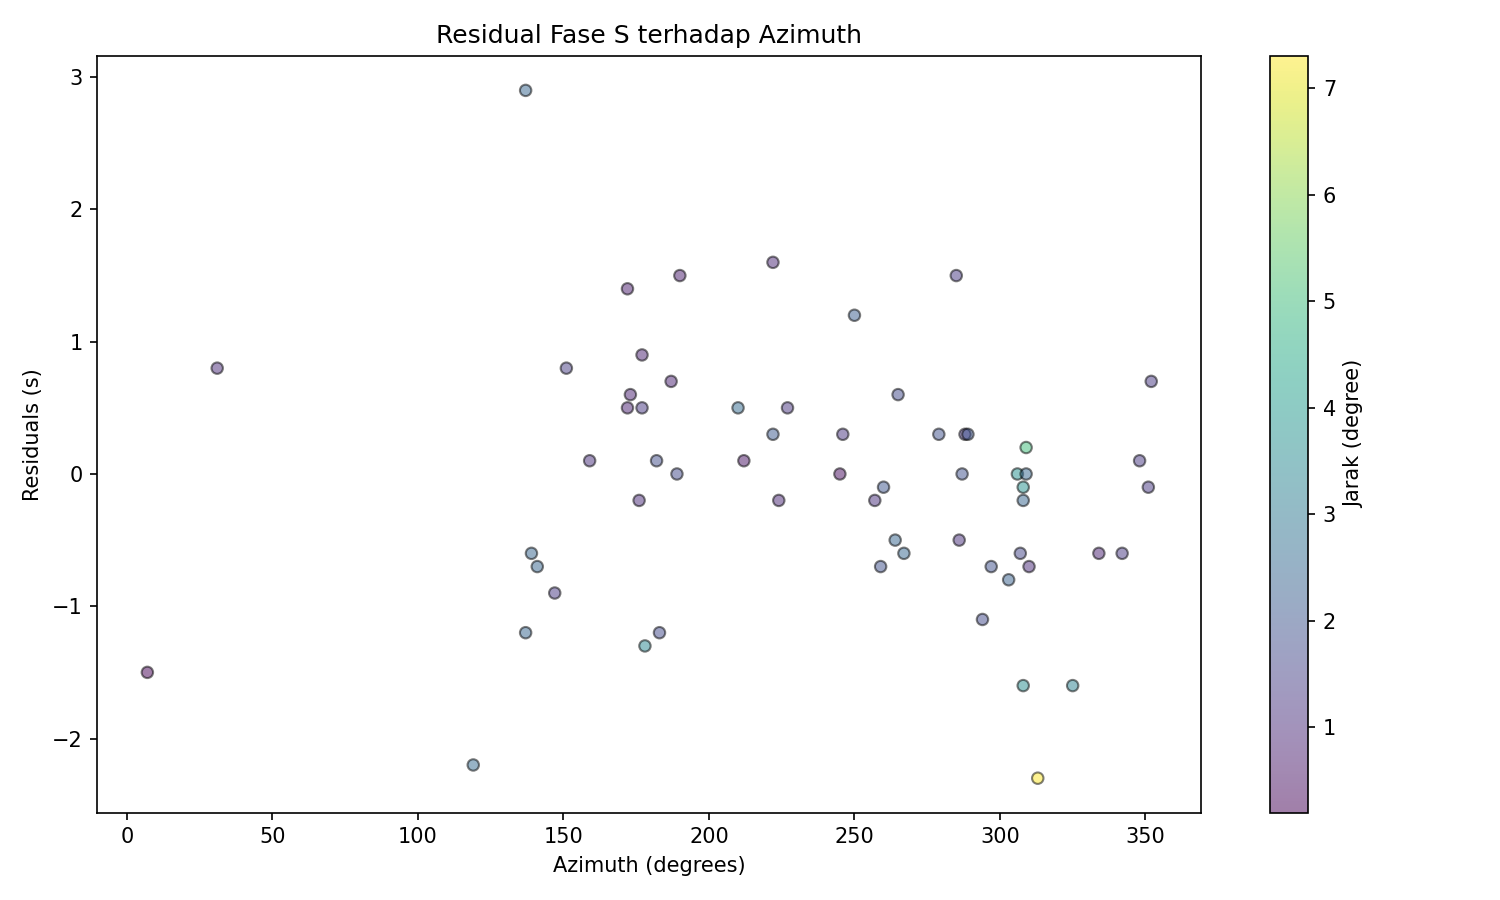 Residual Fase S terhadap Azimuth
3
2
1
0
−1
−2
Residuals (s)
0 50 100 150 200 250 300 350
Azimuth (degrees)
7
6
5
4
3
2
1
Jarak (degree)